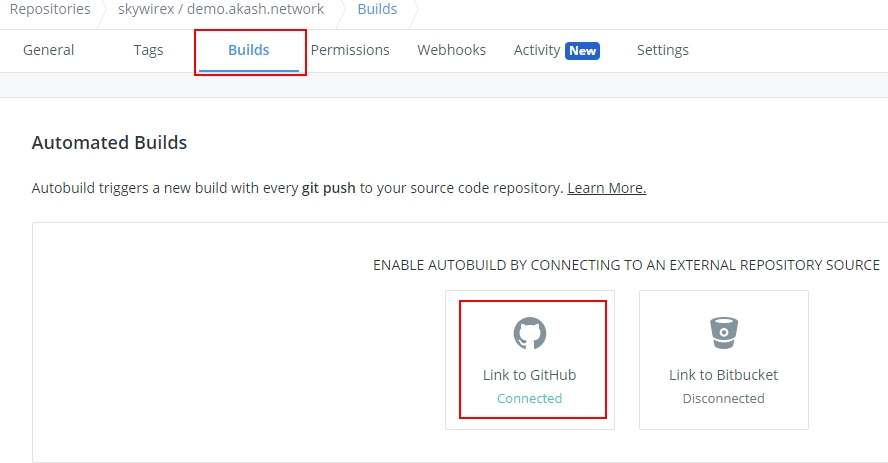 Repositories skywirex / demo.akash.network Builds
General Tags Builds Permissions Webhooks Activity New Settings
Automated Builds
Autobuild triggers a new build with every git push to your source code repository. Learn More.
ENABLE AUTOBUILD BY CONNECTING TO AN EXTERNAL REPOSITORY SOURCE
Link to GitHub
Connected
Link to Bitbucket
Disconnected